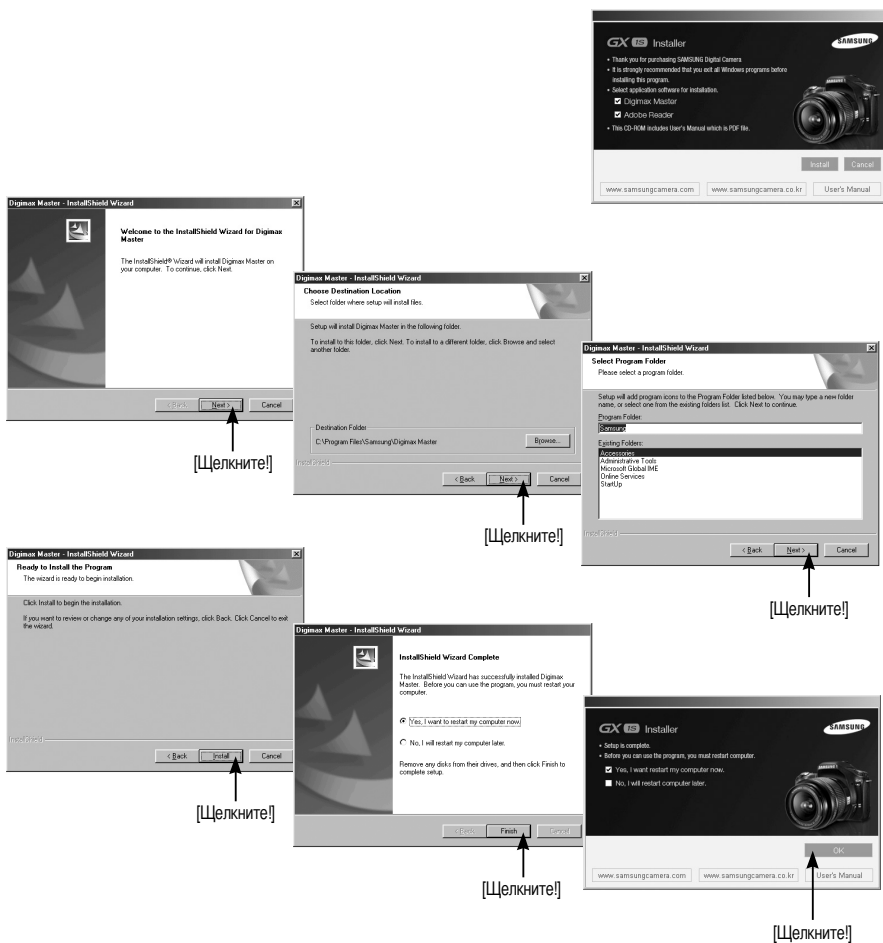 GX 1S Installer
SAMSUNG
• Thank you for purchasing SAMSUNG Digital Camera
• It is strongly recommended that you exit all Windows programs before
installing this program.
• Select application software for installation.
Digimax Master
Adobe Reader
• This CD-ROM includes User's Manual which is PDF file.
Install Cancel
www.samsungcamera.com www.samsungcamera.co.kr User's Manual
Digimax Master - InstallShield Wizard
Welcome to the InstallShield Wizard for Digimax
Master
The InstallShield® Wizard will install Digimax Master on
your computer. To continue, click Next.
< Back Next > Cancel
[Щелкните!]
Digimax Master - InstallShield Wizard
Choose Destination Location
Select folder where setup will install files.
Setup will install Digimax Master in the following folder.
To install to this folder, click Next. To install to a different folder, click Browse and select
another folder.
Destination Folder
C:\Program Files\Samsung\Digimax Master
Browse...
InstallShield
< Back Next > Cancel
[Щелкните!]
Digimax Master - InstallShield Wizard
Select Program Folder
Please select a program folder.
Setup will add program icons to the Program Folder listed below. You may type a new folder
name, or select one from the existing folders list. Click Next to continue.
Program Folder:
Samsung
Existing Folders:
Accessories
Administrative Tools
Microsoft Global IME
Online Services
StartUp
InstallShield
< Back Next > Cancel
[Щелкните!]
Digimax Master - InstallShield Wizard
Ready to Install the Program
The wizard is ready to begin installation.
Click Install to begin the installation.
If you want to review or change any of your installation settings, click Back. Click Cancel to exit
the wizard.
InstallShield
< Back Install Cancel
[Щелкните!]
Digimax Master - InstallShield Wizard
InstallShield Wizard Complete
The InstallShield Wizard has successfully installed Digimax
Master. Before you can use the program, you must restart your
computer.
Yes, I want to restart my computer now.
No, I will restart my computer later.
Remove any disks from their drives, and then click Finish to
complete setup.
< Back Finish Cancel
[Щелкните!]
GX 1S Installer
SAMSUNG
• Setup is complete.
• Before you can use the program, you must restart computer.
Yes, I want restart my computer now.
No, I will restart computer later.
OK
www.samsungcamera.com www.samsungcamera.co.kr User's Manual
[Щелкните!]